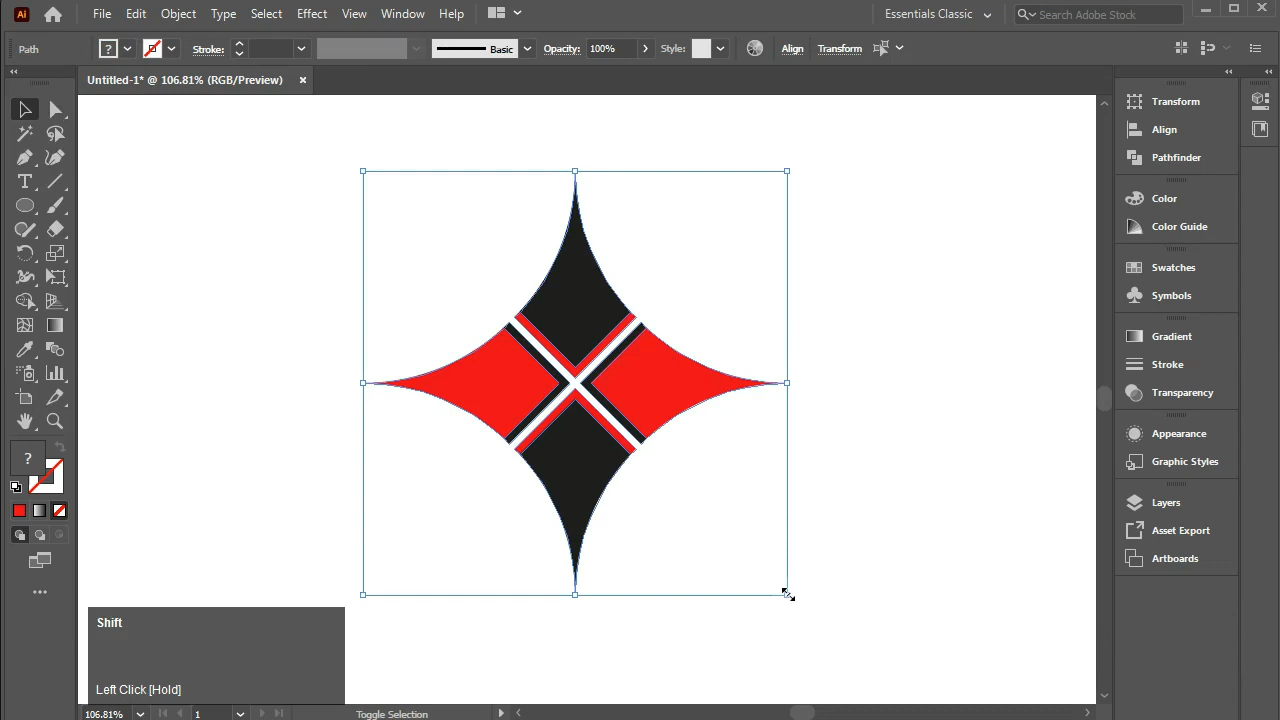 Ai File Edit Object Type Select Effect View Window Help Essentials Classic Search Adobe Stock
Path ? Stroke: Basic Opacity: 100% Style: Align Transform
Untitled-1* @ 106.81% (RGB/Preview) ×
Transform
Align
Pathfinder
Color
Color Guide
Swatches
Symbols
Gradient
Stroke
Transparency
Appearance
Graphic Styles
Layers
Asset Export
Artboards
?
Shift
Left Click [Hold]
106.81% 1 Toggle Selection